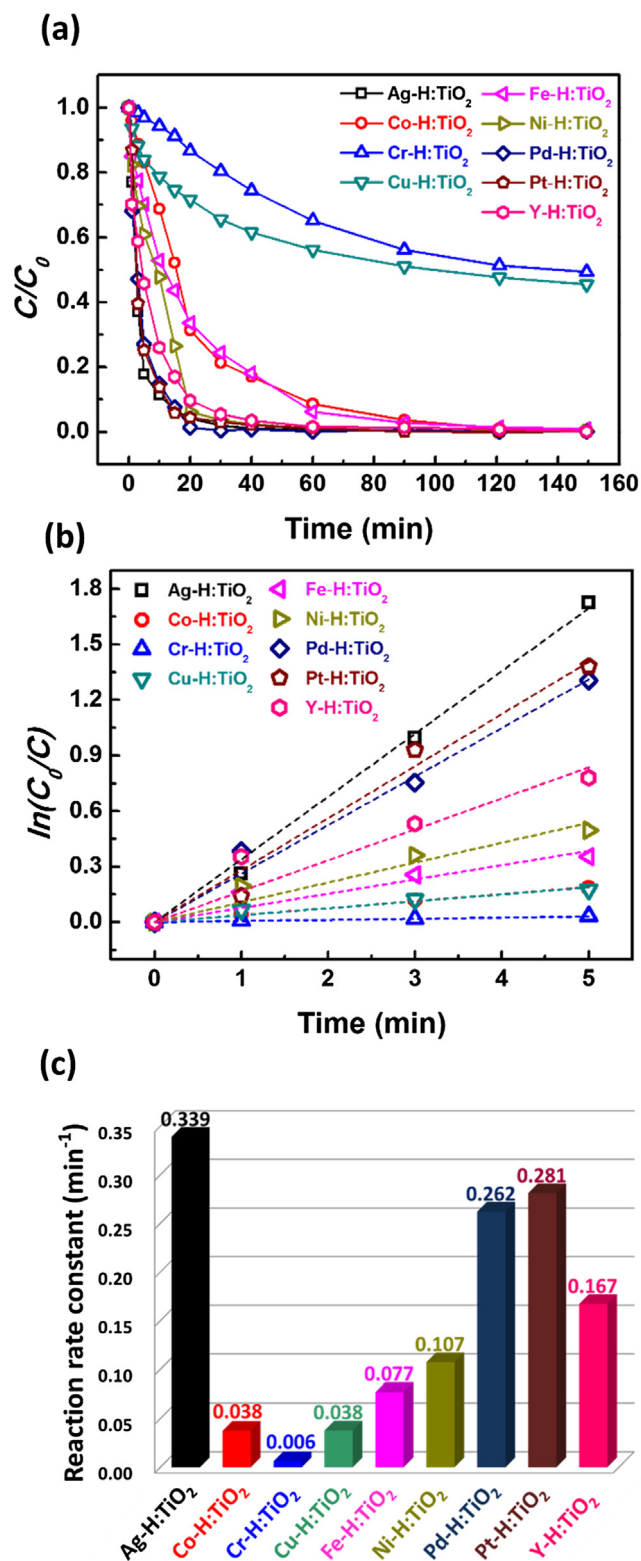 (a)
1.0
0.8
0.6
0.4
0.2
0.0
C/C₀
Ag-H:TiO₂
Co-H:TiO₂
Cr-H:TiO₂
Cu-H:TiO₂
Fe-H:TiO₂
Ni-H:TiO₂
Pd-H:TiO₂
Pt-H:TiO₂
Y-H:TiO₂
0 20 40 60 80 100 120 140 160
Time (min)
(b)
1.8
1.5
1.2
0.9
0.6
0.3
0.0
ln(C₀/C)
Ag-H:TiO₂
Co-H:TiO₂
Cr-H:TiO₂
Cu-H:TiO₂
Fe-H:TiO₂
Ni-H:TiO₂
Pd-H:TiO₂
Pt-H:TiO₂
Y-H:TiO₂
0 1 2 3 4 5
Time (min)
(c)
Reaction rate constant (min⁻¹)
0.35
0.30
0.25
0.20
0.15
0.10
0.05
0.00
0.339
0.038
0.006
0.038
0.077
0.107
0.262
0.281
0.167
Ag-H:TiO₂
Co-H:TiO₂
Cr-H:TiO₂
Cu-H:TiO₂
Fe-H:TiO₂
Ni-H:TiO₂
Pd-H:TiO₂
Pt-H:TiO₂
Y-H:TiO₂